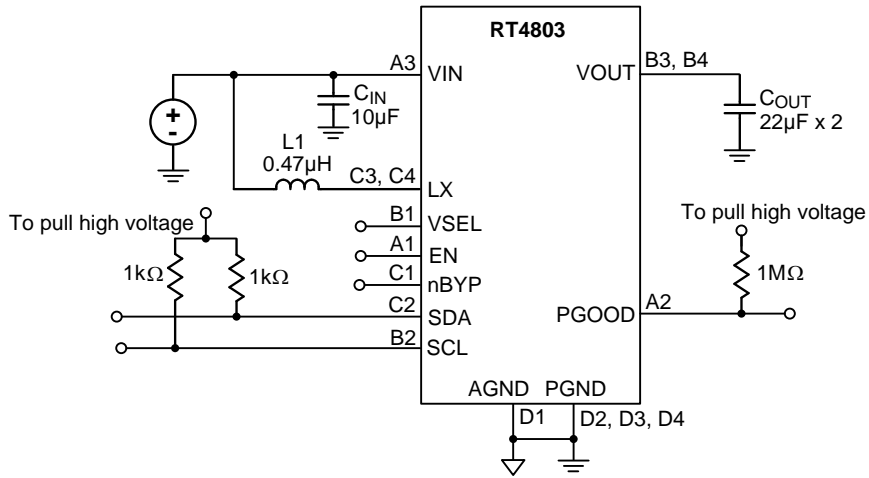 RT4803
A3
VIN
VOUT
B3, B4
+
-
CIN
10µF
COUT
22µF x 2
L1
0.47µH
C3, C4
LX
To pull high voltage
B1
VSEL
To pull high voltage
A1
EN
1kΩ
1kΩ
C1
nBYP
1MΩ
C2
SDA
PGOOD
A2
B2
SCL
AGND
PGND
D1
D2, D3, D4